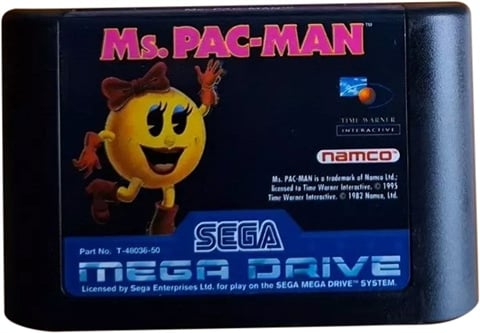 Ms. PAC-MAN™
TIME WARNER
INTERACTIVE
namco
Ms. PAC-MAN is a trademark of Namco Ltd.;
licensed to Time Warner Interactive. © 1995
Time Warner Interactive. © 1982 Namco, Ltd.
SEGA
Part No. T-48036-50
MEGA DRIVE
Licensed by Sega Enterprises Ltd. for play on the SEGA MEGA DRIVE™ SYSTEM.